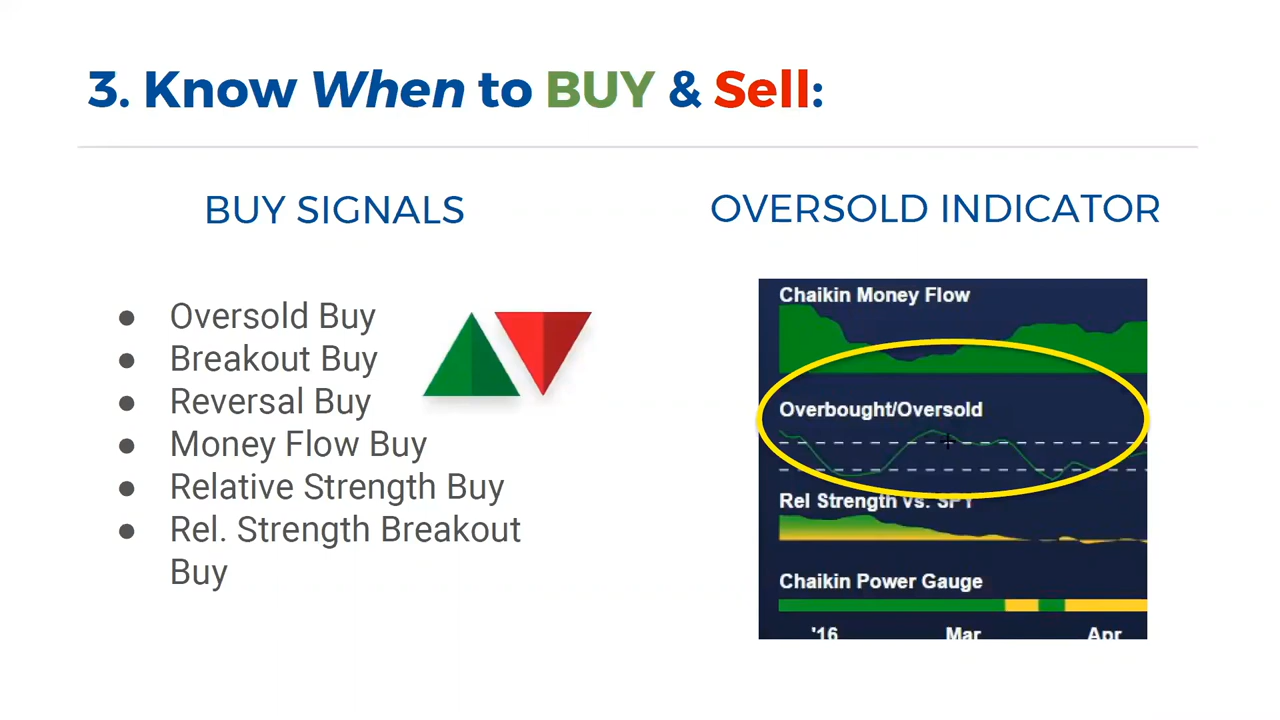 3. Know When to BUY & Sell:
BUY SIGNALS
● Oversold Buy
● Breakout Buy
● Reversal Buy
● Money Flow Buy
● Relative Strength Buy
● Rel. Strength Breakout
Buy
OVERSOLD INDICATOR
Chaikin Money Flow
Overbought/Oversold
Rel Strength vs. SPY
Chaikin Power Gauge
'16 Mar Apr